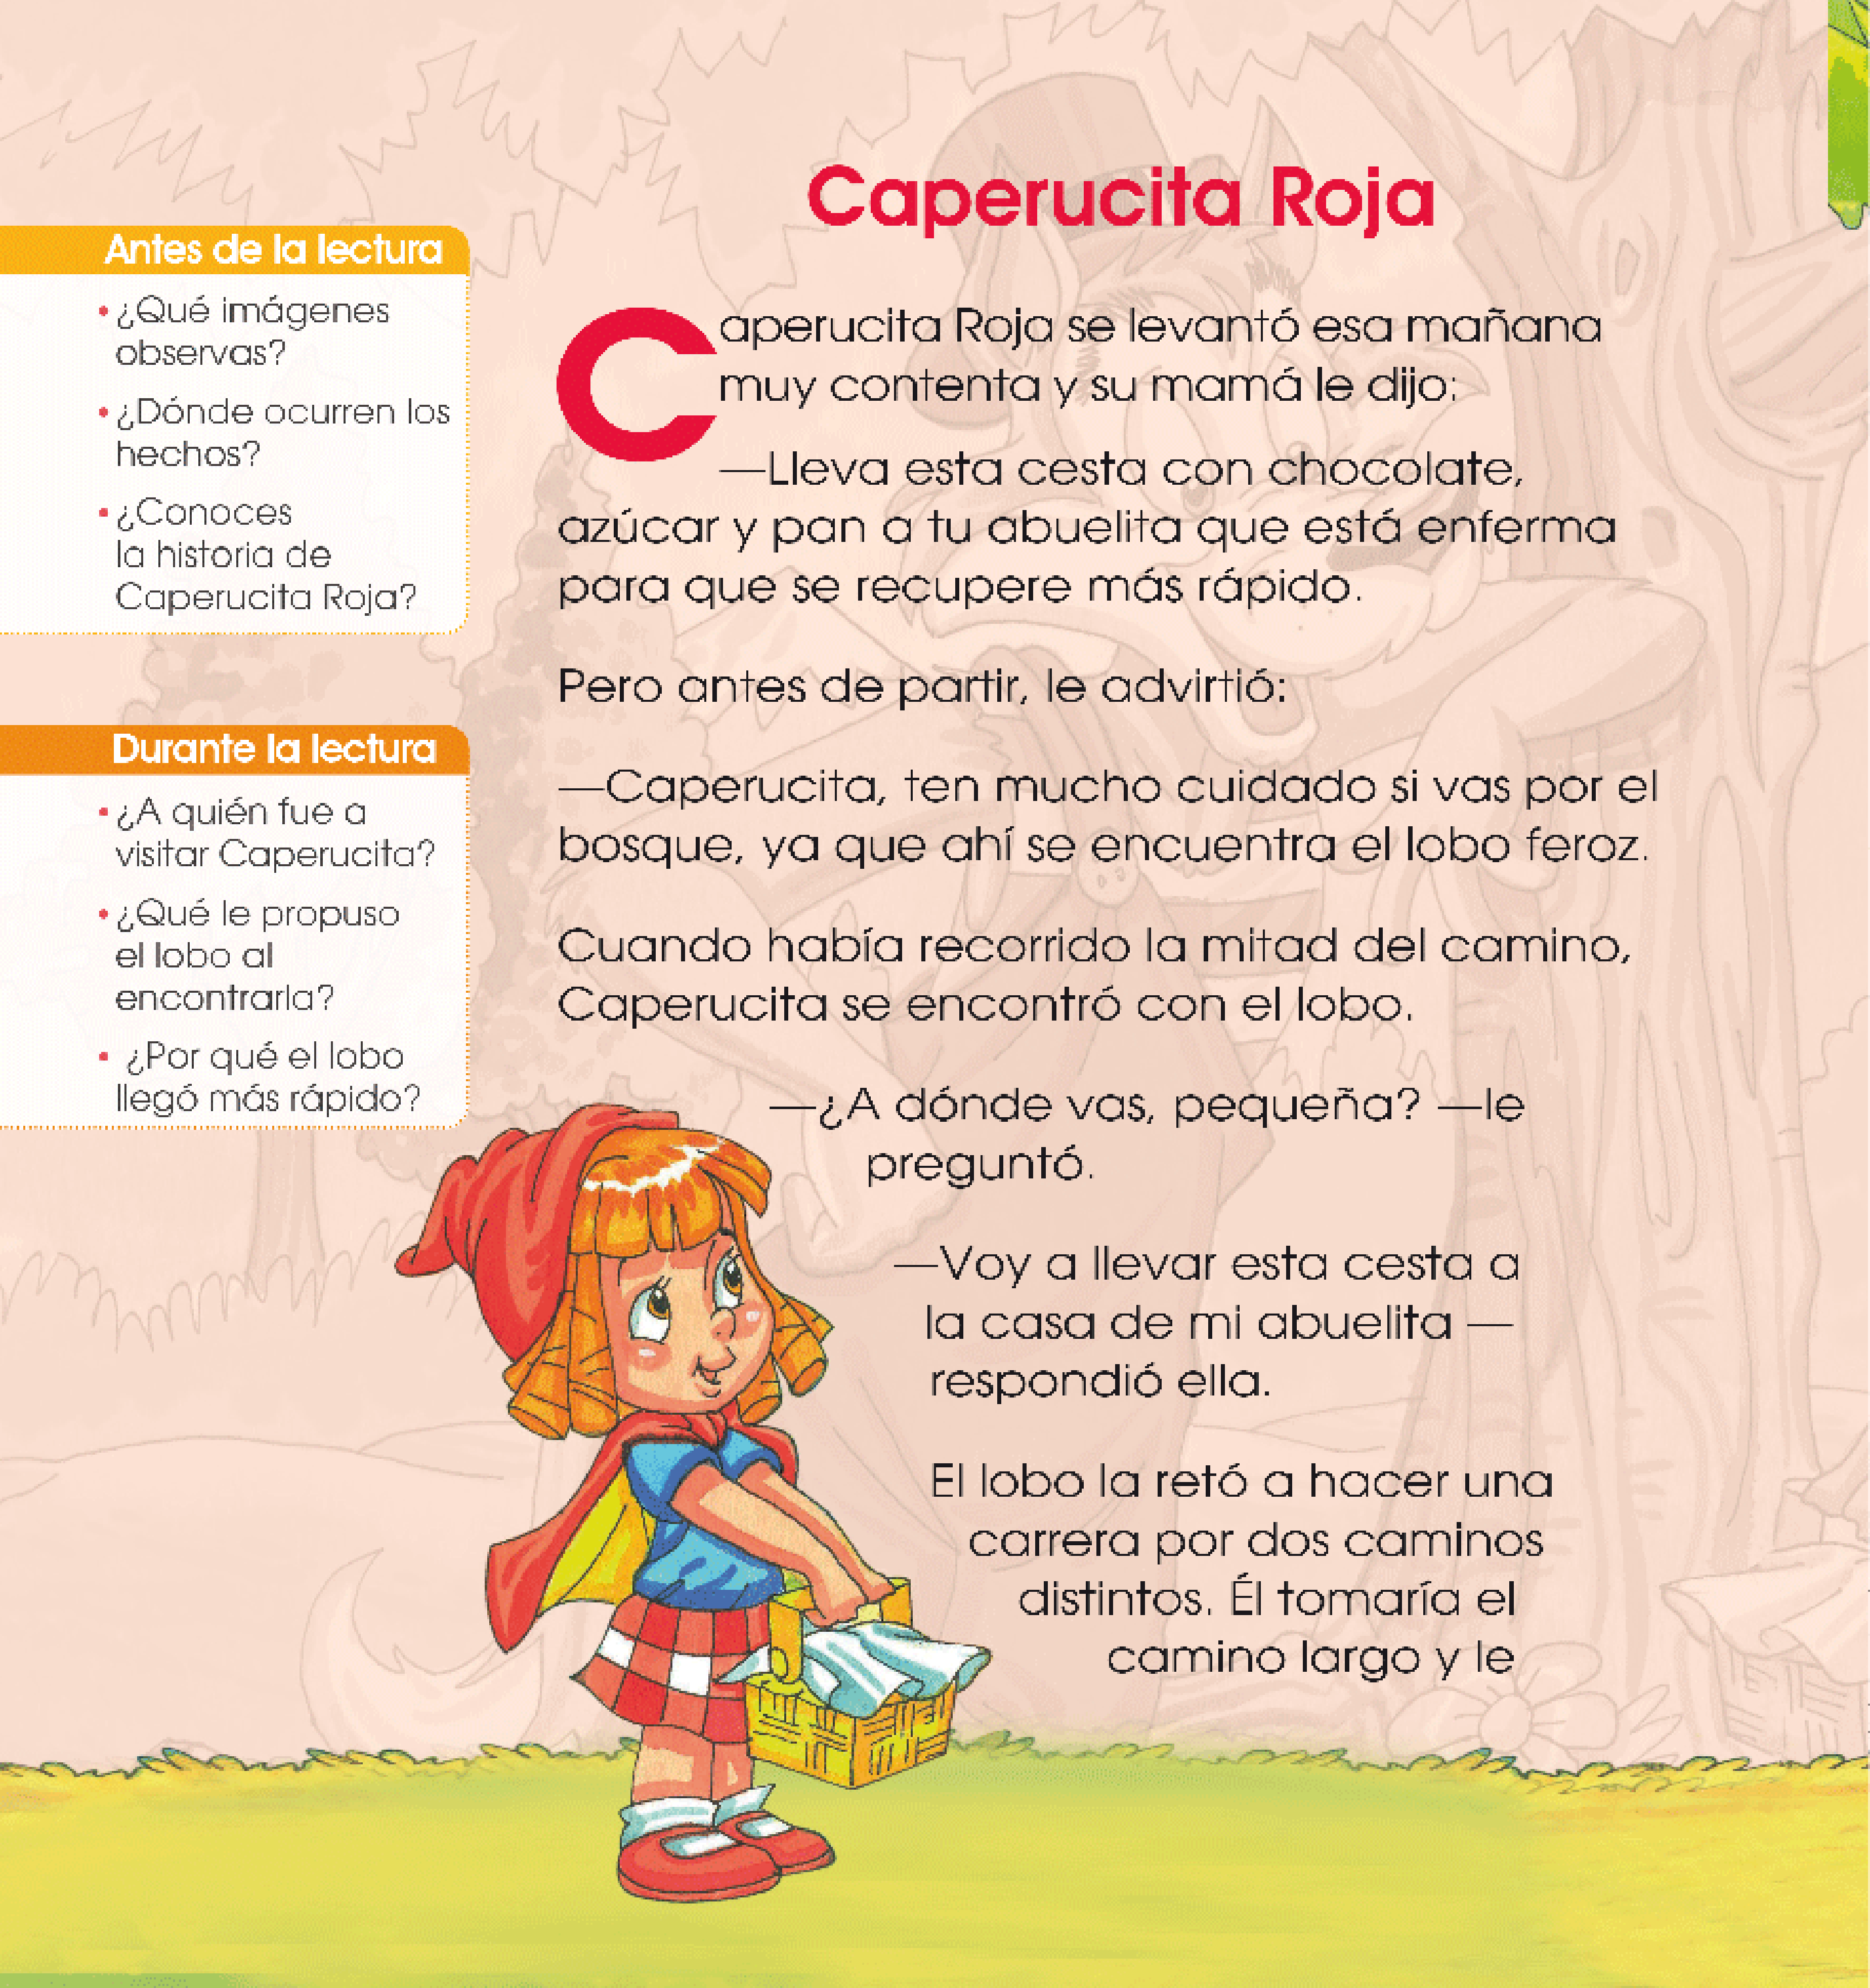 Caperucita Roja
Antes de la lectura
• ¿Qué imágenes
observas?
• ¿Dónde ocurren los
hechos?
• ¿Conoces
la historia de
Caperucita Roja?
Durante la lectura
• ¿A quién fue a
visitar Caperucita?
• ¿Qué le propuso
el lobo al
encontrarla?
• ¿Por qué el lobo
llegó más rápido?
Caperucita Roja se levantó esa mañana
muy contenta y su mamá le dijo:
—Lleva esta cesta con chocolate,
azúcar y pan a tu abuelita que está enferma
para que se recupere más rápido.
Pero antes de partir, le advirtió:
—Caperucita, ten mucho cuidado si vas por el
bosque, ya que ahí se encuentra el lobo feroz.
Cuando había recorrido la mitad del camino,
Caperucita se encontró con el lobo.
—¿A dónde vas, pequeña? —le
preguntó.
—Voy a llevar esta cesta a
la casa de mi abuelita —
respondió ella.
El lobo la retó a hacer una
carrera por dos caminos
distintos. Él tomaría el
camino largo y le